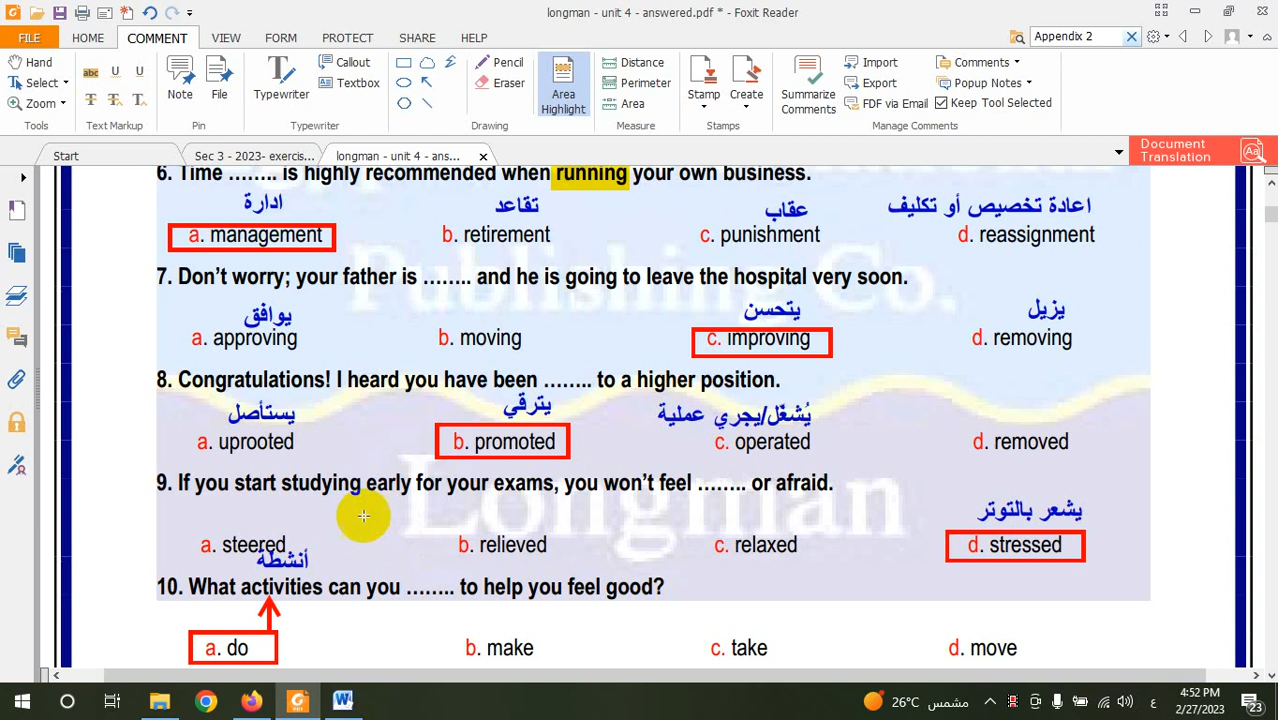 longman - unit 4 - answered.pdf * - Foxit Reader
FILE HOME COMMENT VIEW FORM PROTECT SHARE HELP
Appendix 2
Hand
Select
Zoom
Tools
Text Markup
Note
File
Pin
Typewriter
Callout
Textbox
Typewriter
Pencil
Eraser
Drawing
Area Highlight
Distance
Perimeter
Area
Measure
Stamp
Create
Stamps
Summarize Comments
Import
Export
FDF via Email
Comments
Popup Notes
Keep Tool Selected
Manage Comments
Start
Sec 3 - 2023- exercis...
longman - unit 4 - ans...
Document Translation
6. Time …….. is highly recommended when running your own business.
ادارة تقاعد عقاب اعادة تخصيص أو تكليف
a. management b. retirement c. punishment d. reassignment
7. Don’t worry; your father is …….. and he is going to leave the hospital very soon.
يوافق يتحسن يزيل
a. approving b. moving c. improving d. removing
8. Congratulations! I heard you have been …….. to a higher position.
يستأصل يترقي يُشغّل/يجري عملية
a. uprooted b. promoted c. operated d. removed
9. If you start studying early for your exams, you won’t feel …….. or afraid.
يشعر بالتوتر
a. steered b. relieved c. relaxed d. stressed
أنشطة
10. What activities can you …….. to help you feel good?
a. do b. make c. take d. move
Publishing Co.
Longman
26°C مشمس
ع
4:52 PM
2/27/2023
23